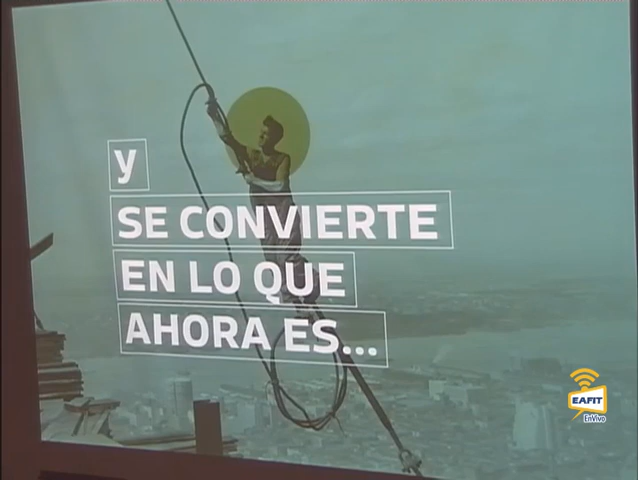 y
SE CONVIERTE
EN LO QUE
AHORA ES...
EAFIT
EnVivo